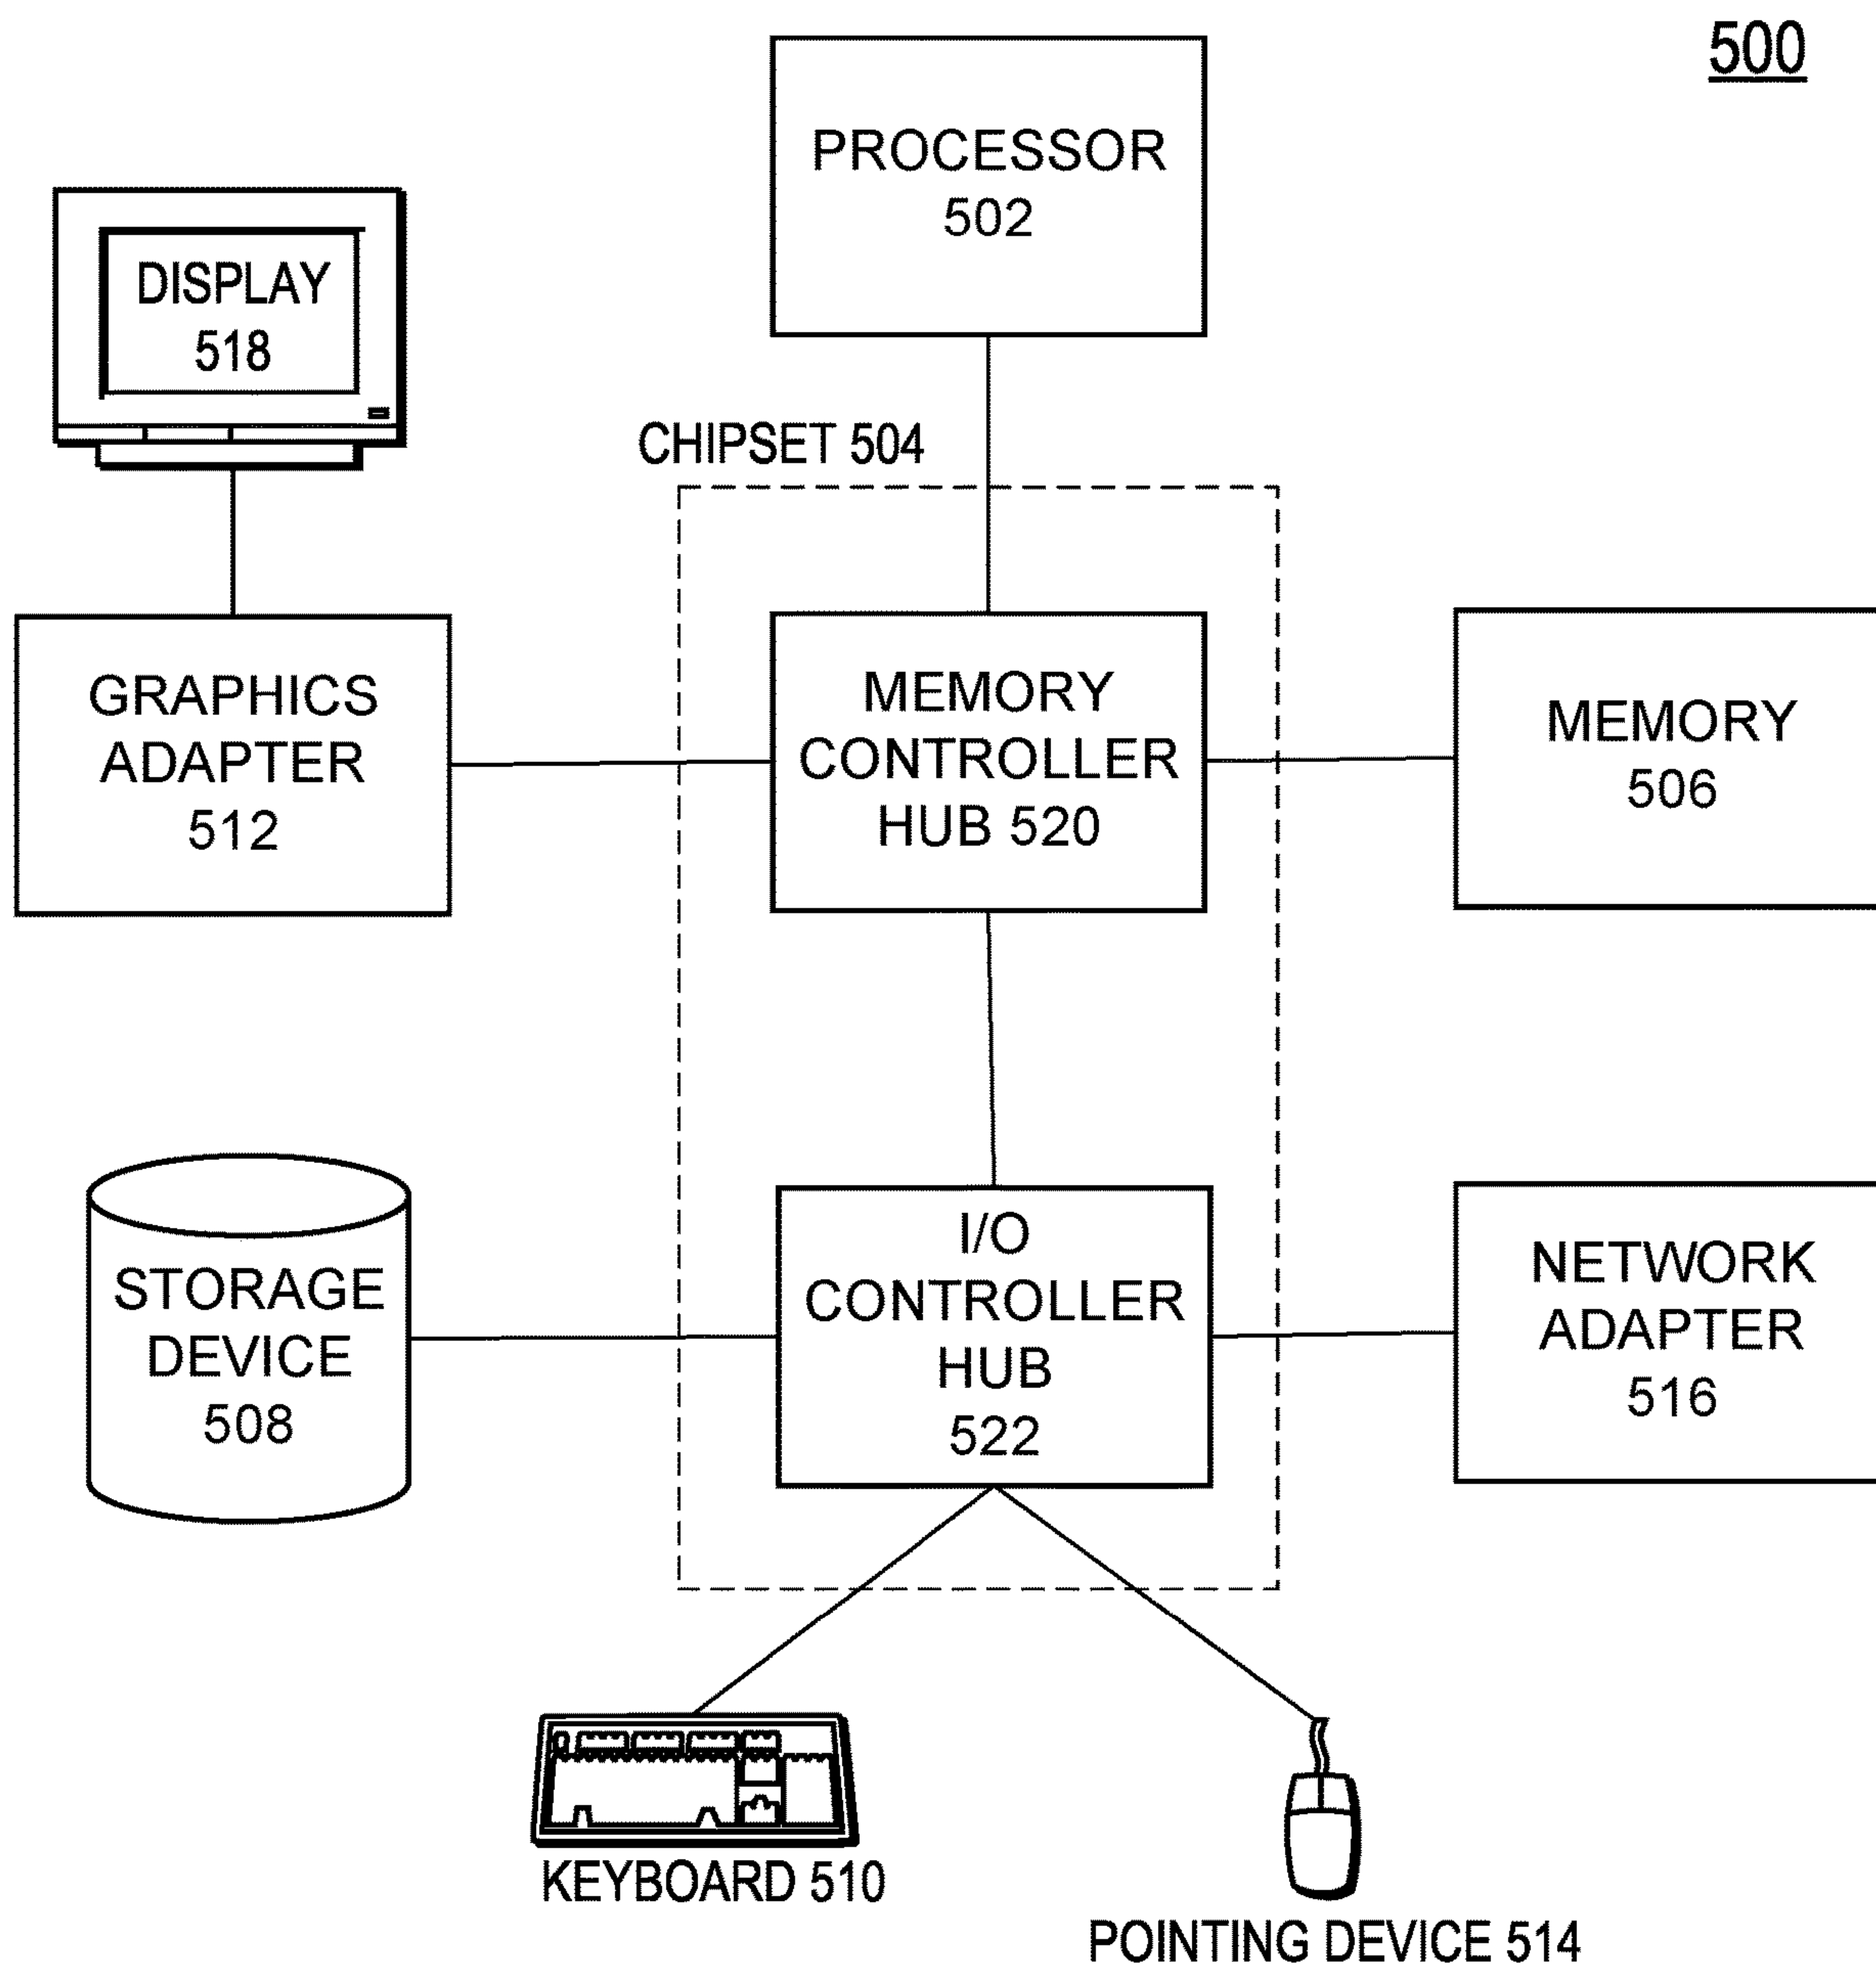 500
PROCESSOR
502
DISPLAY
518
CHIPSET 504
GRAPHICS
ADAPTER
512
MEMORY
CONTROLLER
HUB 520
MEMORY
506
STORAGE
DEVICE
508
I/O
CONTROLLER
HUB
522
NETWORK
ADAPTER
516
KEYBOARD 510
POINTING DEVICE 514